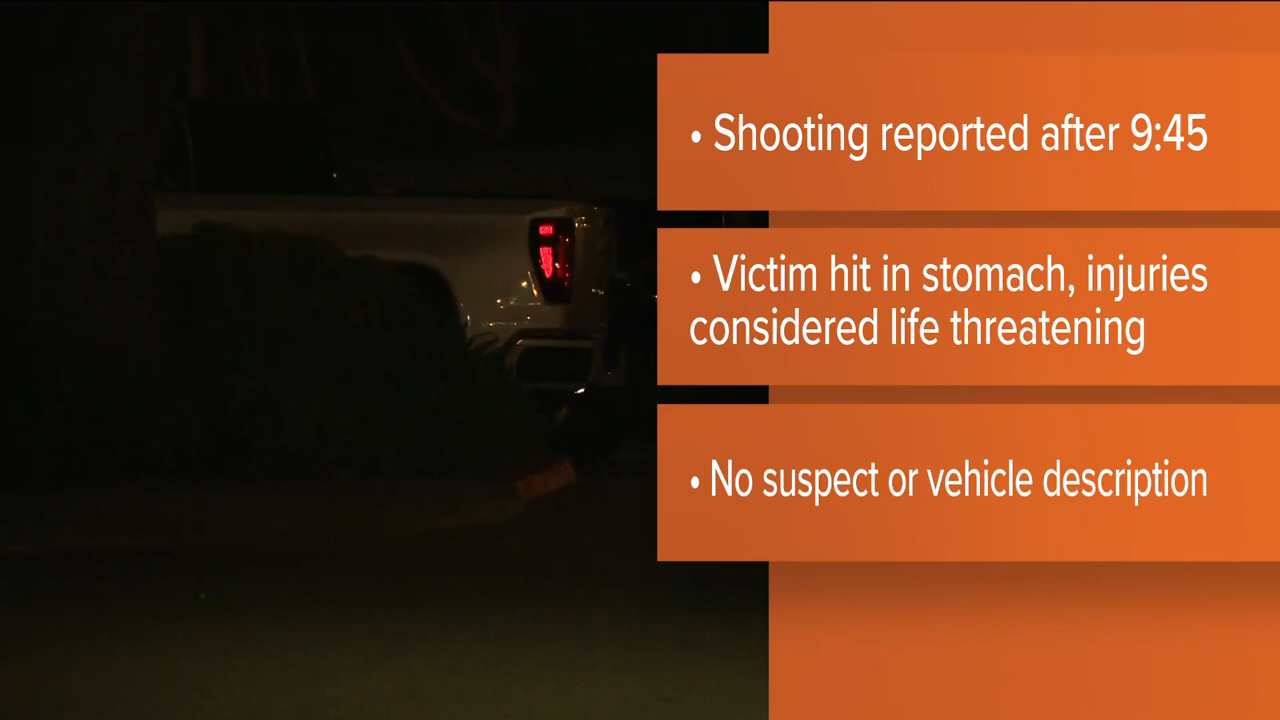 • Shooting reported after 9:45
• Victim hit in stomach, injuries
considered life threatening
• No suspect or vehicle description